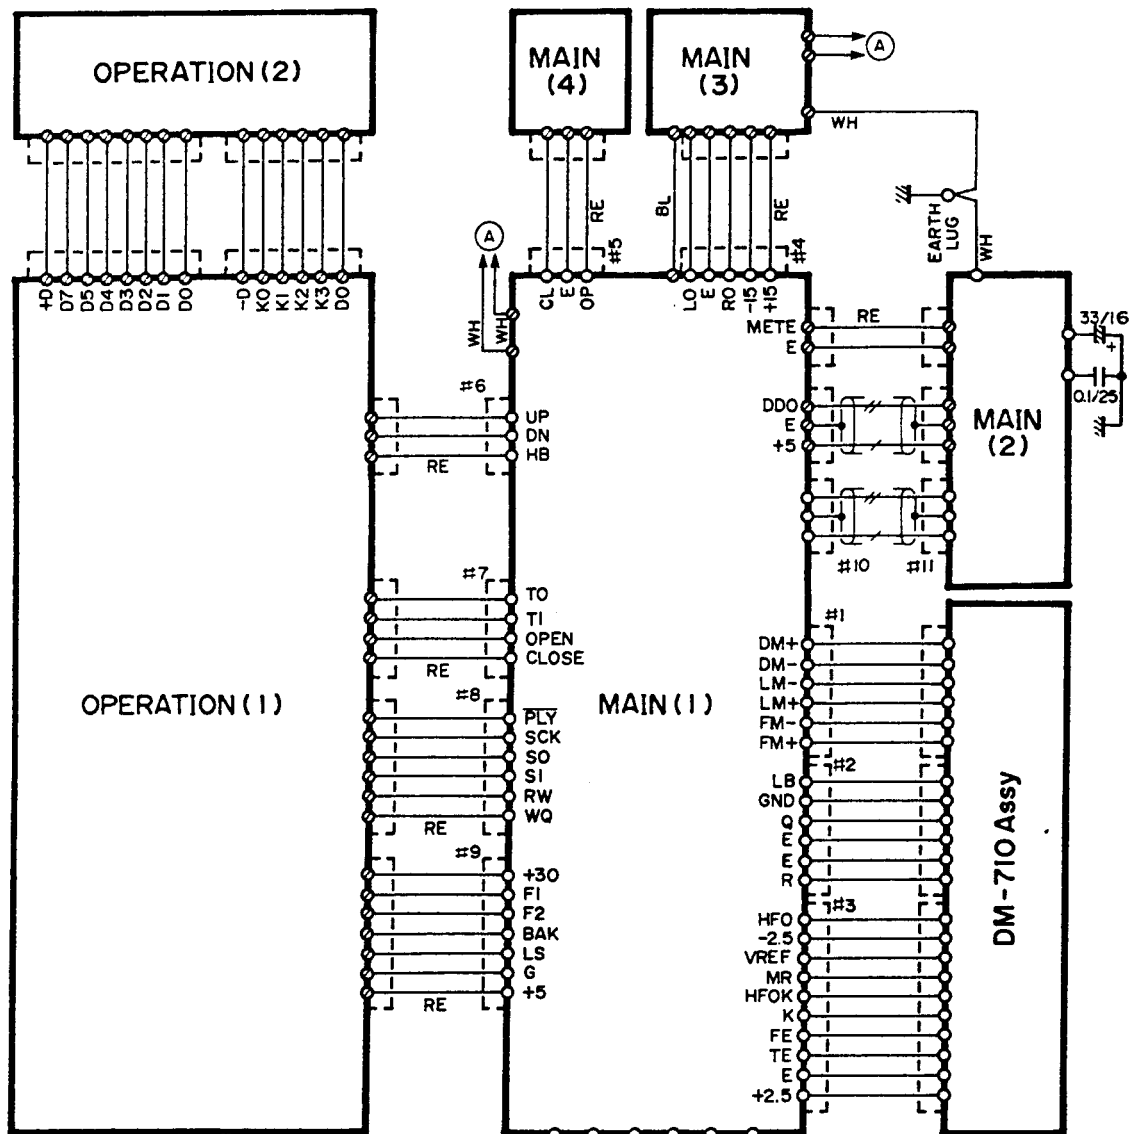 OPERATION (2)
MAIN
(4)
MAIN
(3)
A
WH
RE
BL
RE
EARTH
LUG
WH
A
#5
#4
+D
D7
D5
D4
D3
D2
D1
D0
-D
K0
K1
K2
K3
D0
GL
E
OP
LO
E
RO
-15
+15
WH
WH
METE
E
RE
33/16
+
0.1/25
DDO
E
+5
MAIN
(2)
#6
UP
DN
HB
RE
#10
#11
#7
TO
TI
OPEN
CLOSE
RE
OPERATION (1)
MAIN (1)
#8
PLY
SCK
SO
SI
RW
WQ
RE
#9
+30
F1
F2
BAK
LS
G
+5
RE
#1
DM+
DM-
LM-
LM+
FM-
FM+
#2
LB
GND
Q
E
E
R
#3
HFO
-2.5
VREF
MR
HFOK
K
FE
TE
E
+2.5
DM-710 Assy